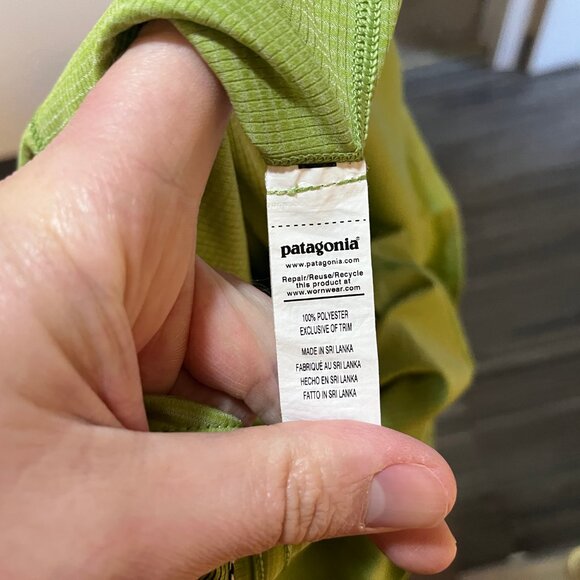 patagonia®
www.patagonia.com
Repair/Reuse/Recycle
this product at
www.wornwear.com
100% POLYESTER
EXCLUSIVE OF TRIM
MADE IN SRI LANKA
FABRIQUÉ AU SRI LANKA
HECHO EN SRI LANKA
FATTO IN SRI LANKA